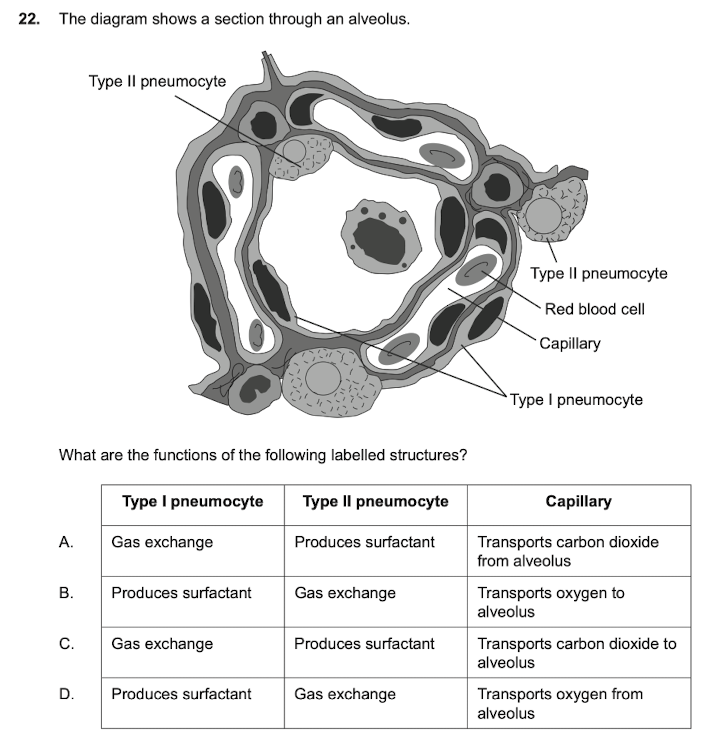 22. The diagram shows a section through an alveolus.
Type II pneumocyte
Type II pneumocyte
Red blood cell
Capillary
Type I pneumocyte
What are the functions of the following labelled structures?
Type I pneumocyte Type II pneumocyte Capillary
A. Gas exchange Produces surfactant Transports carbon dioxide
from alveolus
B. Produces surfactant Gas exchange Transports oxygen to
alveolus
C. Gas exchange Produces surfactant Transports carbon dioxide to
alveolus
D. Produces surfactant Gas exchange Transports oxygen from
alveolus